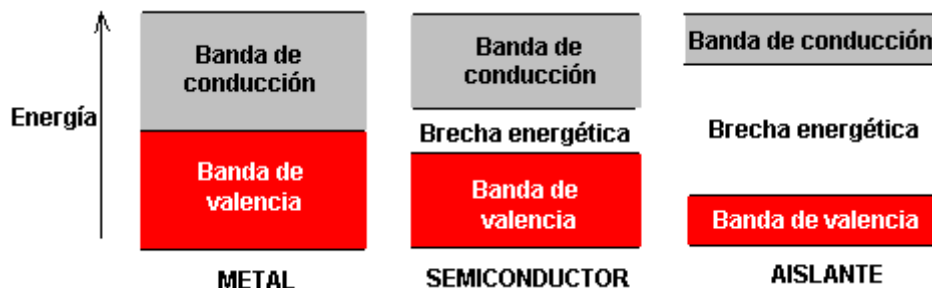 Energía
Banda de
conducción
Banda de
valencia
METAL
Banda de
conducción
Brecha energética
Banda de
valencia
SEMICONDUCTOR
Banda de conducción
Brecha energética
Banda de valencia
AISLANTE